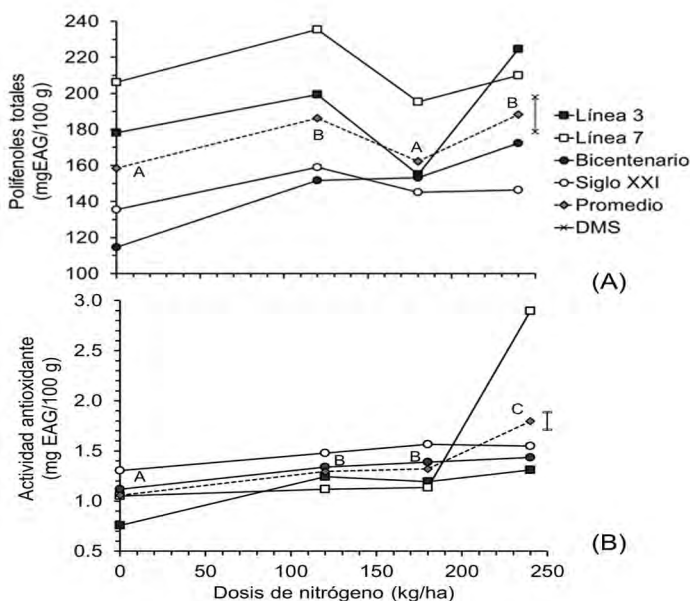 240
220
200
180
160
140
120
100
Polifenoles totales
(mgEAG/100 g)
A
B
A
B
Línea 3
Línea 7
Bicentenario
Siglo XXI
Promedio
DMS
(A)
3.0
2.5
2.0
1.5
1.0
0.5
Actividad antioxidante
(mg EAG/100 g)
A
B
B
C
(B)
0
50
100
150
200
250
Dosis de nitrógeno (kg/ha)